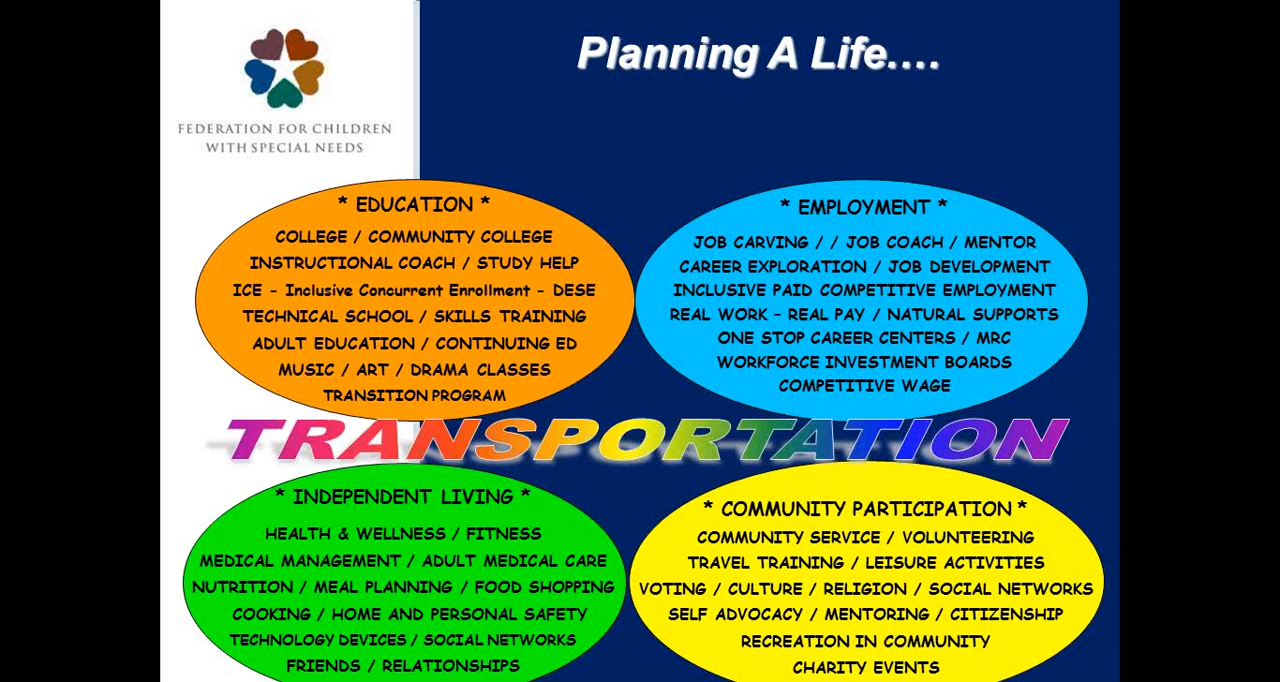 Planning A Life....
FEDERATION FOR CHILDREN
WITH SPECIAL NEEDS
* EDUCATION *
COLLEGE / COMMUNITY COLLEGE
INSTRUCTIONAL COACH / STUDY HELP
ICE - Inclusive Concurrent Enrollment - DESE
TECHNICAL SCHOOL / SKILLS TRAINING
ADULT EDUCATION / CONTINUING ED
MUSIC / ART / DRAMA CLASSES
TRANSITION PROGRAM
* EMPLOYMENT *
JOB CARVING / / JOB COACH / MENTOR
CAREER EXPLORATION / JOB DEVELOPMENT
INCLUSIVE PAID COMPETITIVE EMPLOYMENT
REAL WORK – REAL PAY / NATURAL SUPPORTS
ONE STOP CAREER CENTERS / MRC
WORKFORCE INVESTMENT BOARDS
COMPETITIVE WAGE
TRANSPORTATION
* INDEPENDENT LIVING *
HEALTH & WELLNESS / FITNESS
MEDICAL MANAGEMENT / ADULT MEDICAL CARE
NUTRITION / MEAL PLANNING / FOOD SHOPPING
COOKING / HOME AND PERSONAL SAFETY
TECHNOLOGY DEVICES / SOCIAL NETWORKS
FRIENDS / RELATIONSHIPS
* COMMUNITY PARTICIPATION *
COMMUNITY SERVICE / VOLUNTEERING
TRAVEL TRAINING / LEISURE ACTIVITIES
VOTING / CULTURE / RELIGION / SOCIAL NETWORKS
SELF ADVOCACY / MENTORING / CITIZENSHIP
RECREATION IN COMMUNITY
CHARITY EVENTS